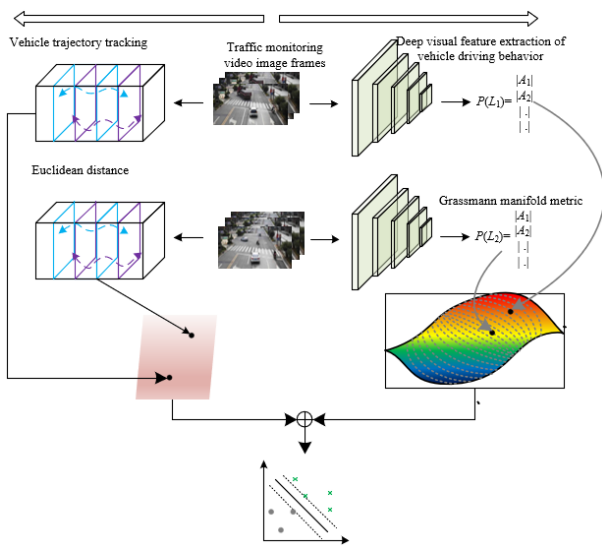 Vehicle trajectory tracking
Traffic monitoring
video image frames
Deep visual feature extraction of
vehicle driving behavior
P(L₁)=
|A₁|
|A₂|
| .|
| .|
Euclidean distance
Grassmann manifold metric
P(L₂)=
|A₁|
|A₂|
| .|
| .|